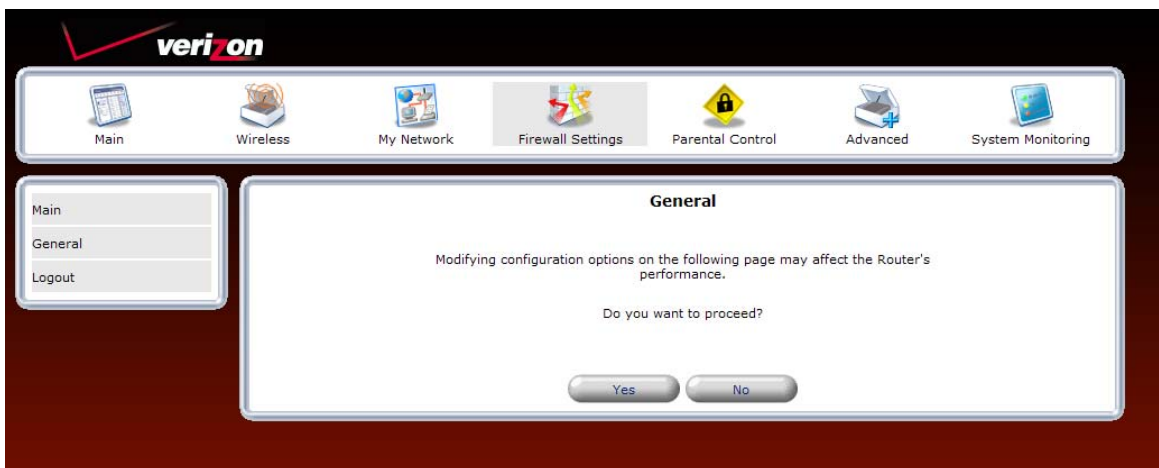 verizon
Main
Wireless
My Network
Firewall Settings
Parental Control
Advanced
System Monitoring
Main
General
Logout
General
Modifying configuration options on the following page may affect the Router's
performance.
Do you want to proceed?
Yes
No